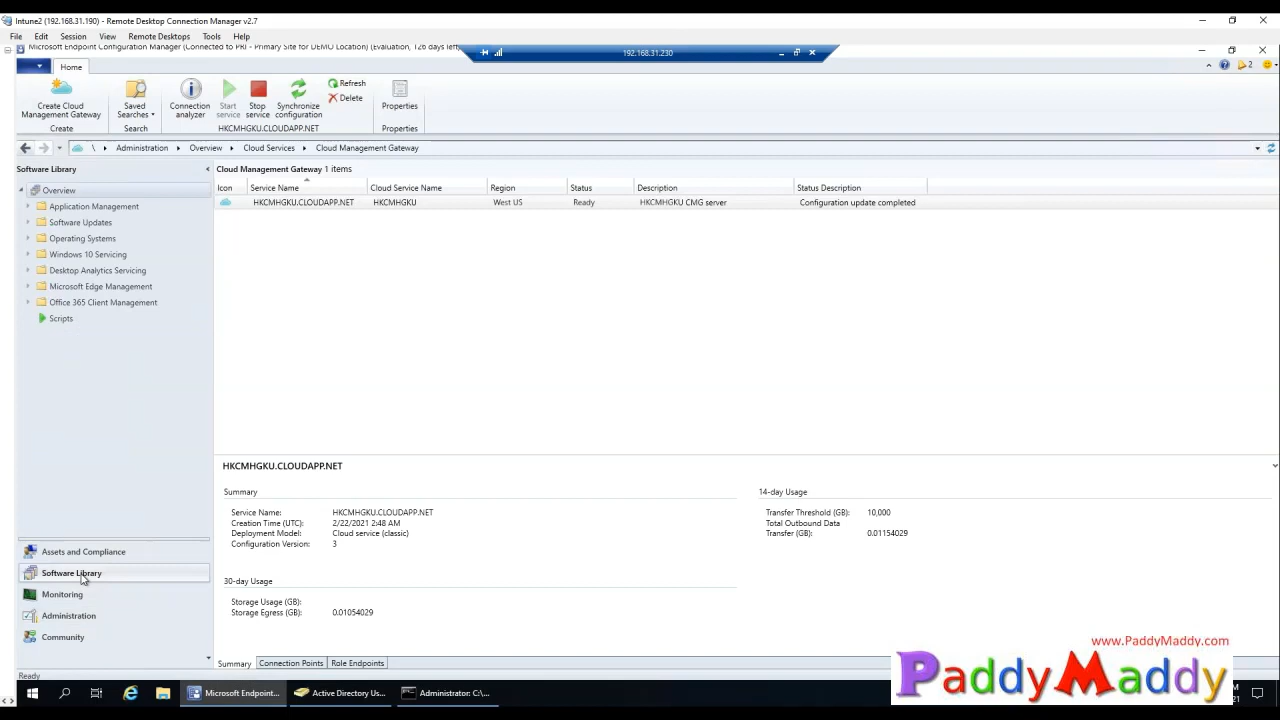 Intune2 (192.168.31.190) - Remote Desktop Connection Manager v2.7
File Edit Session View Remote Desktops Tools Help
Microsoft Endpoint Configuration Manager (Connected to PRI - Primary Site for DEMO Location) (Evaluation, 126 days left)
192.168.31.230
Home
2
Create Cloud Management Gateway
Saved Searches
Connection analyzer
Start service
Stop service
Synchronize configuration
Refresh
Delete
Properties
Create
Search
HKCMHGKU.CLOUDAPP.NET
Properties
\ Administration Overview Cloud Services Cloud Management Gateway
Software Library
Overview
Application Management
Software Updates
Operating Systems
Windows 10 Servicing
Desktop Analytics Servicing
Microsoft Edge Management
Office 365 Client Management
Scripts
Cloud Management Gateway 1 items
Icon Service Name Cloud Service Name Region Status Description Status Description
HKCMHGKU.CLOUDAPP.NET HKCMHGKU West US Ready HKCMHGKU CMG server Configuration update completed
HKCMHGKU.CLOUDAPP.NET
Summary
Service Name: HKCMHGKU.CLOUDAPP.NET
Creation Time (UTC): 2/22/2021 2:48 AM
Deployment Model: Cloud service (classic)
Configuration Version: 3
14-day Usage
Transfer Threshold (GB): 10,000
Total Outbound Data
Transfer (GB): 0.01154029
30-day Usage
Storage Usage (GB):
Storage Egress (GB): 0.01054029
Assets and Compliance
Software Library
Monitoring
Administration
Community
Summary Connection Points Role Endpoints
Ready
www.PaddyMaddy.com
PaddyMaddy
Microsoft Endpoint... Active Directory Us... Administrator: C:\...